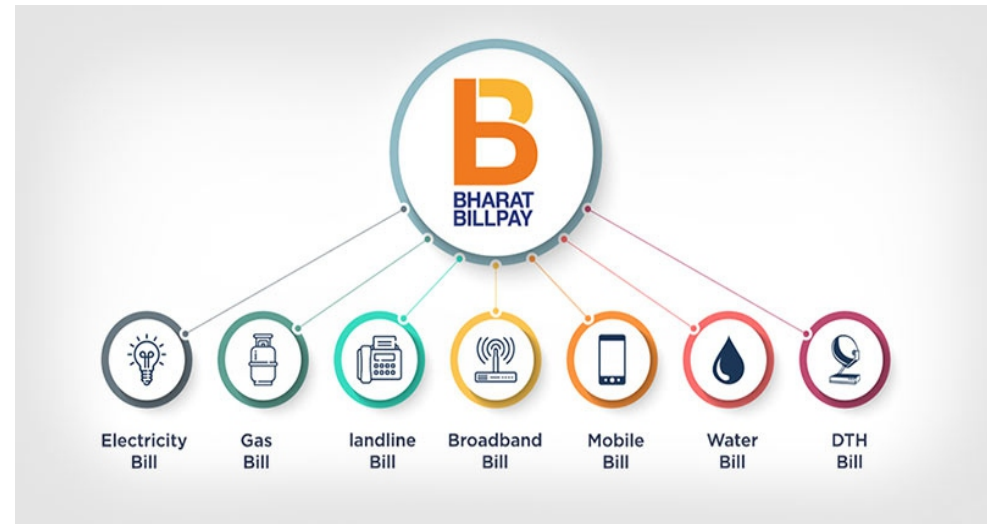 BHARAT
BILLPAY
Electricity
Bill
Gas
Bill
landline
Bill
Broadband
Bill
Mobile
Bill
Water
Bill
DTH
Bill